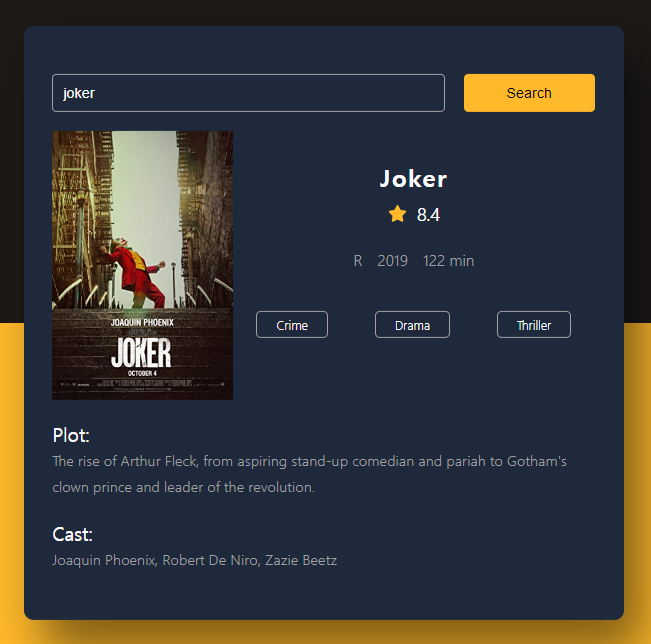 joker
Search
Joker
8.4
R 2019 122 min
JOAQUIN PHOENIX
JOKER
OCTOBER 4
Crime Drama Thriller
Plot:
The rise of Arthur Fleck, from aspiring stand-up comedian and pariah to Gotham's
clown prince and leader of the revolution.
Cast:
Joaquin Phoenix, Robert De Niro, Zazie Beetz